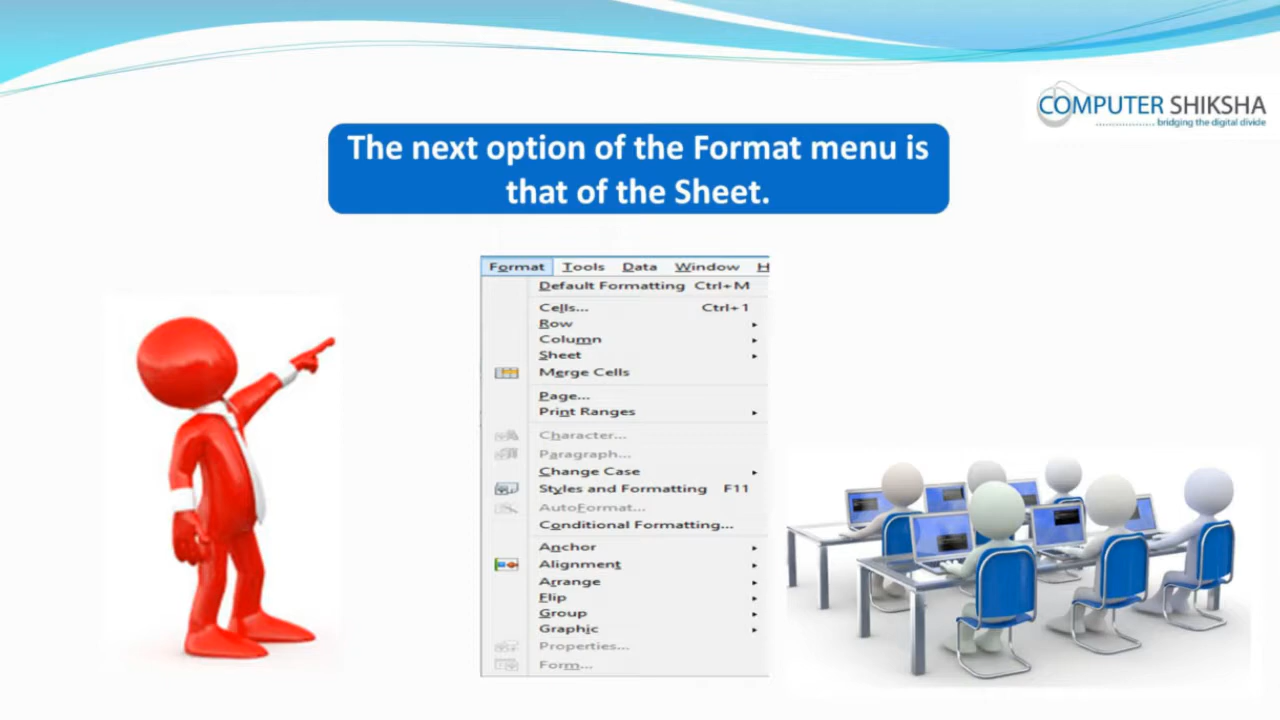 COMPUTER SHIKSHA
bridging the digital divide
The next option of the Format menu is
that of the Sheet.
Format Tools Data Window H
Default Formatting Ctrl+M
Cells... Ctrl+1
Row
Column
Sheet
Merge Cells
Page...
Print Ranges
Character...
Paragraph...
Change Case
Styles and Formatting F11
AutoFormat...
Conditional Formatting...
Anchor
Alignment
Arrange
Flip
Group
Graphic
Properties...
Form...